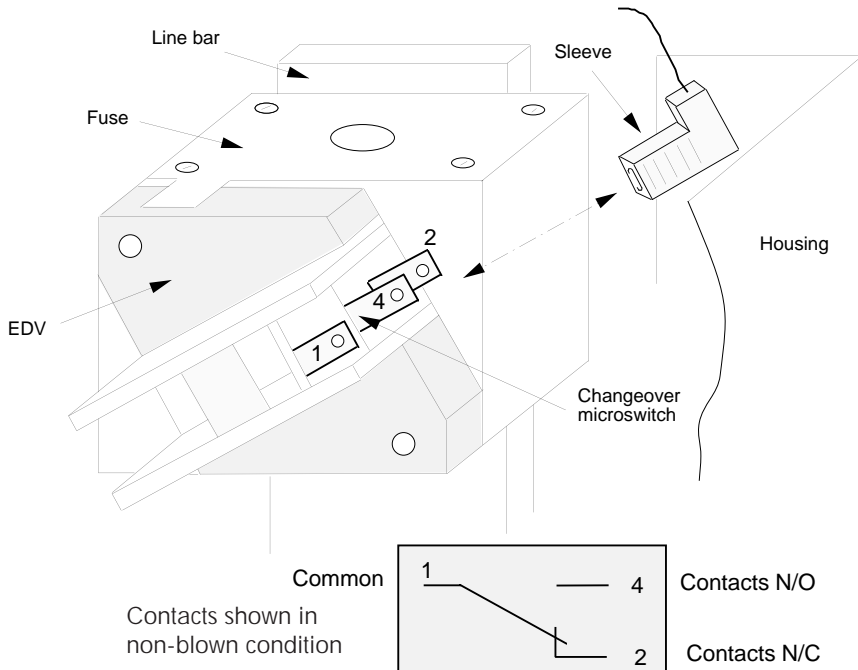 Line bar
Sleeve
Fuse
2
Housing
4
EDV
1
Changeover
microswitch
Common
1
4
Contacts N/O
Contacts shown in
non-blown condition
2
Contacts N/C